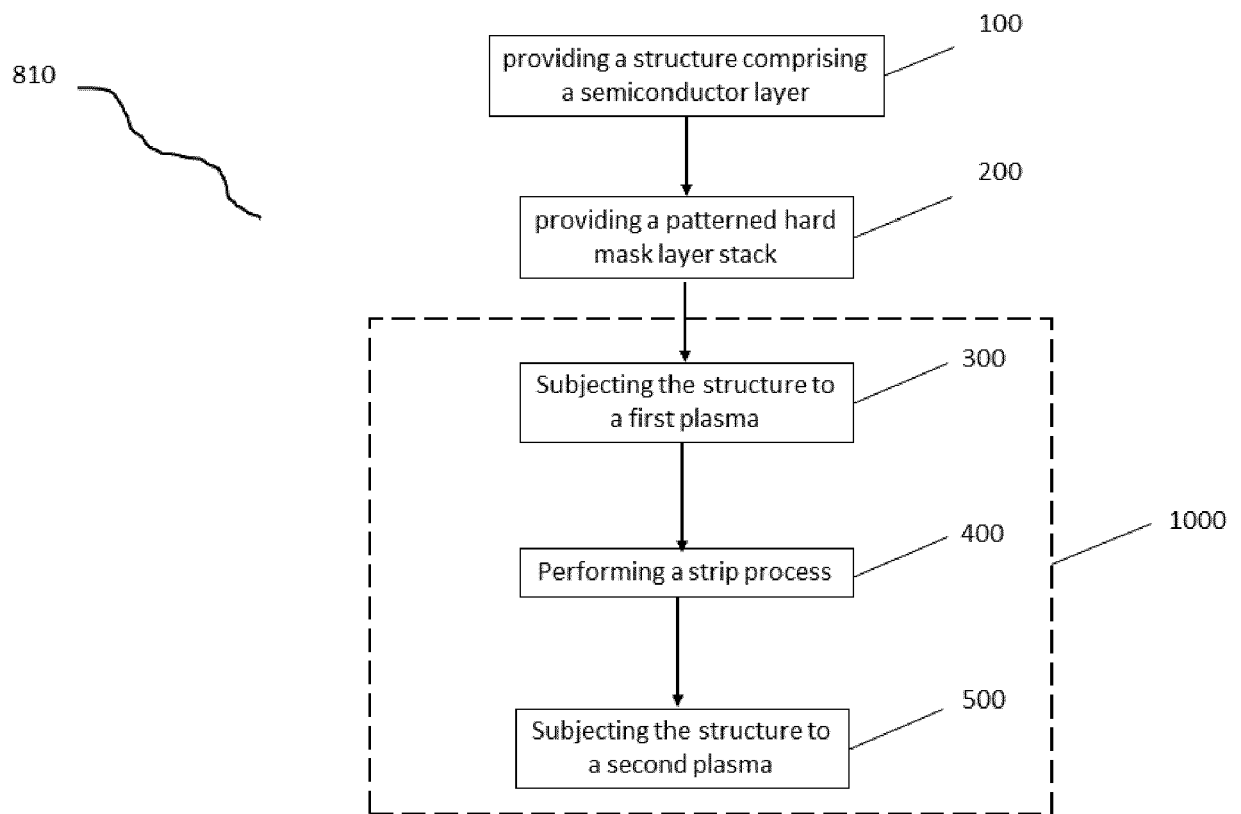 810
100
providing a structure comprising
a semiconductor layer
200
providing a patterned hard
mask layer stack
300
Subjecting the structure to
a first plasma
400
Performing a strip process
1000
500
Subjecting the structure to
a second plasma